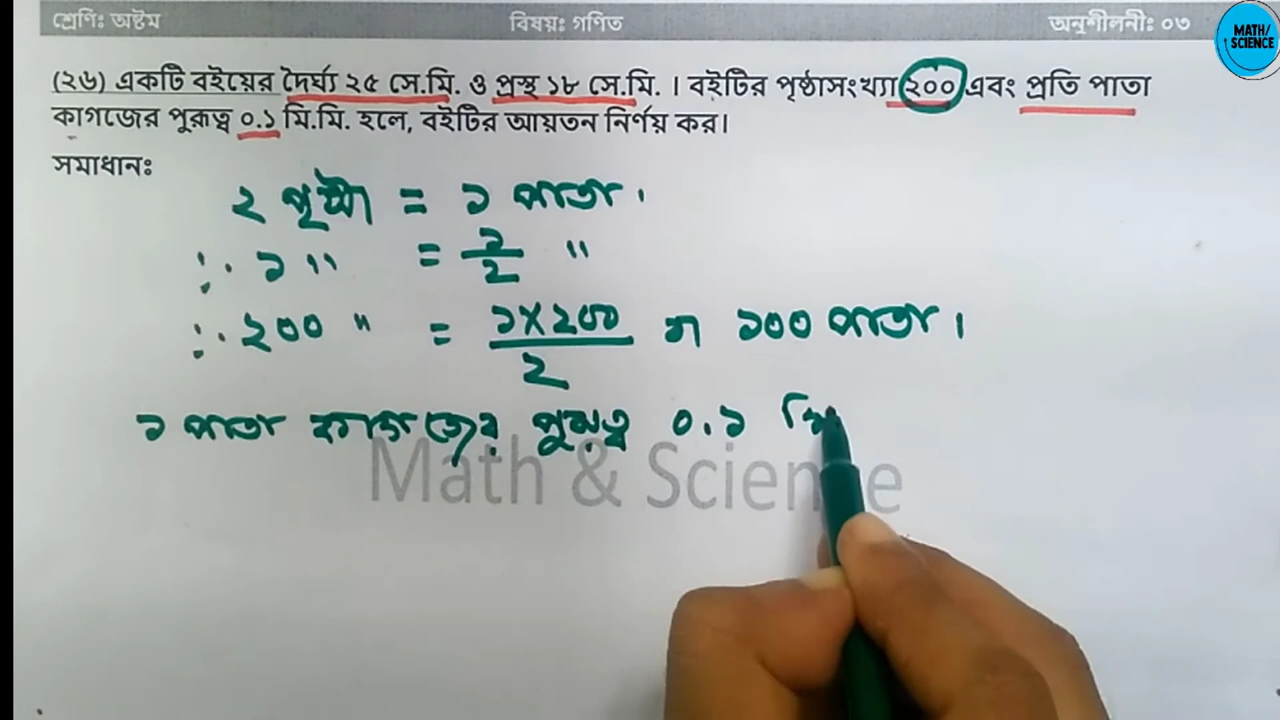 শ্রেণিঃ অষ্টম বিষয়ঃ গণিত অনুশীলনীঃ ০৩
MATH/
SCIENCE
(২৬) একটি বইয়ের দৈর্ঘ্য ২৫ সে.মি. ও প্রস্থ ১৮ সে.মি. । বইটির পৃষ্ঠাসংখ্যা ২০০ এবং প্রতি পাতা
কাগজের পুরুত্ব ০.১ মি.মি. হলে, বইটির আয়তন নির্ণয় কর।
সমাধানঃ
২ পৃষ্ঠা = ১ পাতা ।
∴ ১ " = ১/২ "
∴ ২০০ " = ১×২০০/২ বা ১০০ পাতা ।
১ পাতা কাগজের পুরুত্ব ০.১ মি
Math & Science